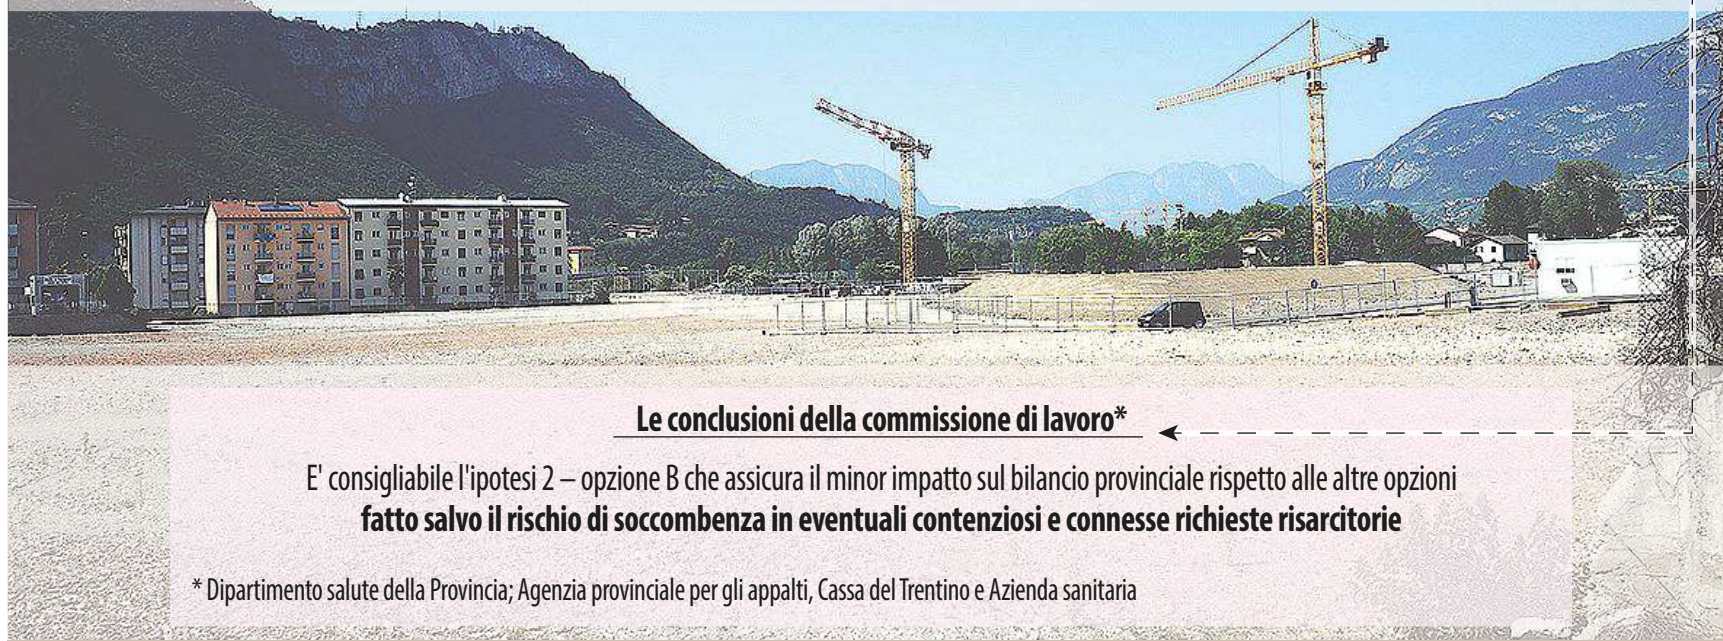 Le conclusioni della commissione di lavoro*
E' consigliabile l'ipotesi 2 – opzione B che assicura il minor impatto sul bilancio provinciale rispetto alle altre opzioni
fatto salvo il rischio di soccombenza in eventuali contenziosi e connesse richieste risarcitorie
* Dipartimento salute della Provincia; Agenzia provinciale per gli appalti, Cassa del Trentino e Azienda sanitaria